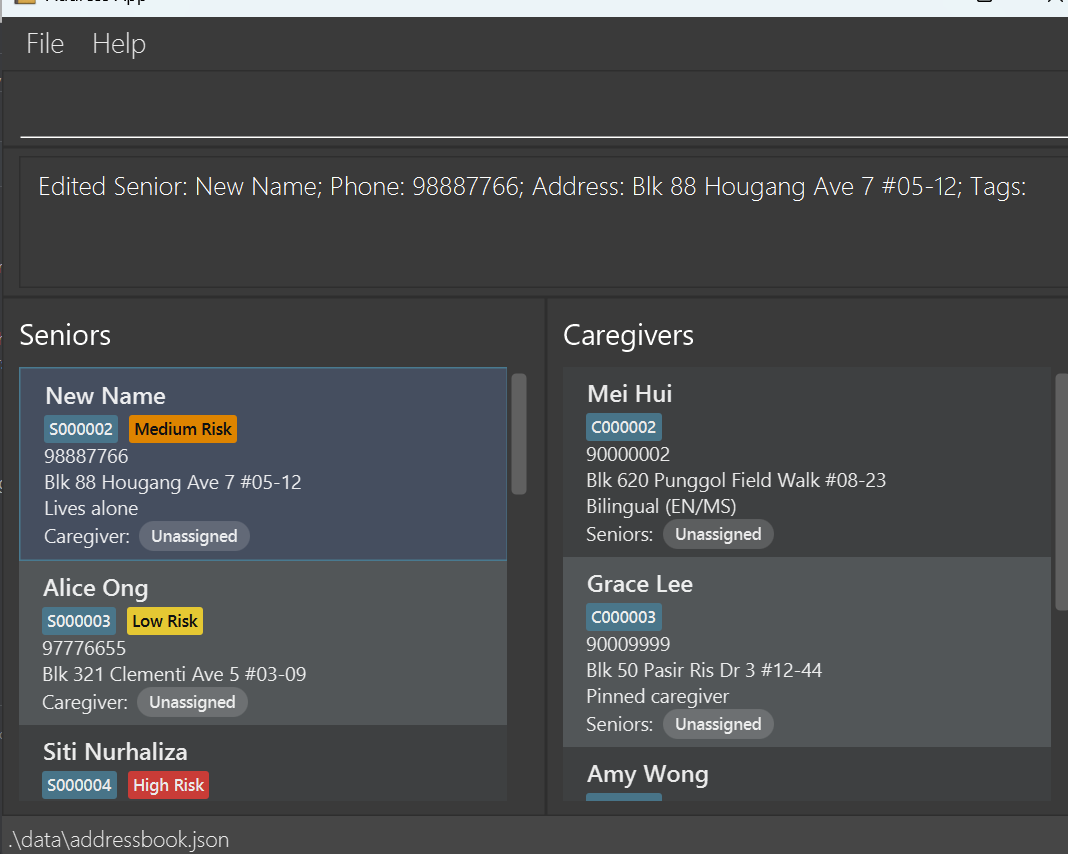 Address App
File Help
Edited Senior: New Name; Phone: 98887766; Address: Blk 88 Hougang Ave 7 #05-12; Tags:
Seniors
New Name
S000002 Medium Risk
98887766
Blk 88 Hougang Ave 7 #05-12
Lives alone
Caregiver: Unassigned
Alice Ong
S000003 Low Risk
97776655
Blk 321 Clementi Ave 5 #03-09
Caregiver: Unassigned
Siti Nurhaliza
S000004 High Risk
Caregivers
Mei Hui
C000002
90000002
Blk 620 Punggol Field Walk #08-23
Bilingual (EN/MS)
Seniors: Unassigned
Grace Lee
C000003
90009999
Blk 50 Pasir Ris Dr 3 #12-44
Pinned caregiver
Seniors: Unassigned
Amy Wong
.\data\addressbook.json